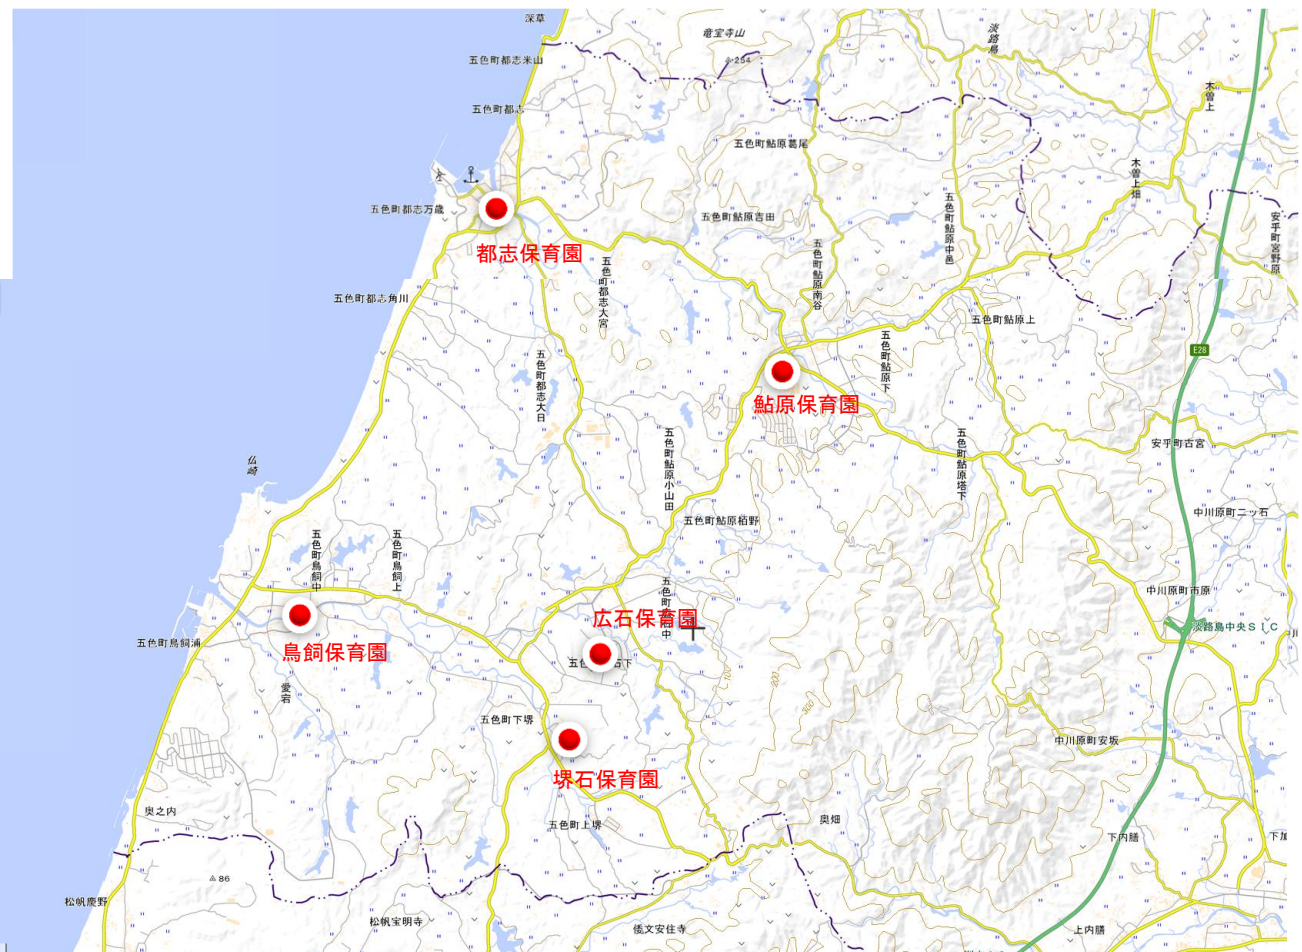 深草
竜宝寺山
淡路島
五色町都志米山
254
木曽上
五色町都志
五色町鮎原葛尾
木曽上畑
五色町都志万歳
五色町鮎原吉田
五色町鮎原中邑
安乎町宮野原
都志保育園
五色町鮎原南谷
五色町都志大宮
五色町都志角川
五色町鮎原上
五色町鮎原下
E28
五色町都志大日
鮎原保育園
五色町鮎原小山田
五色町鮎原塔下
安乎町古宮
仏崎
中川原町二ッ石
五色町鮎原栢野
五色町鳥飼中
五色町鳥飼上
中川原町市原
広石保育園
淡路島中央SIC
五色町鳥飼浦
鳥飼保育園
100
200
300
愛宕
五色町下堺
中川原町安坂
堺石保育園
奥之内
五色町上堺
奥畑
下内膳
86
松帆慶野
松帆宝明寺
倭文安住寺
上内膳